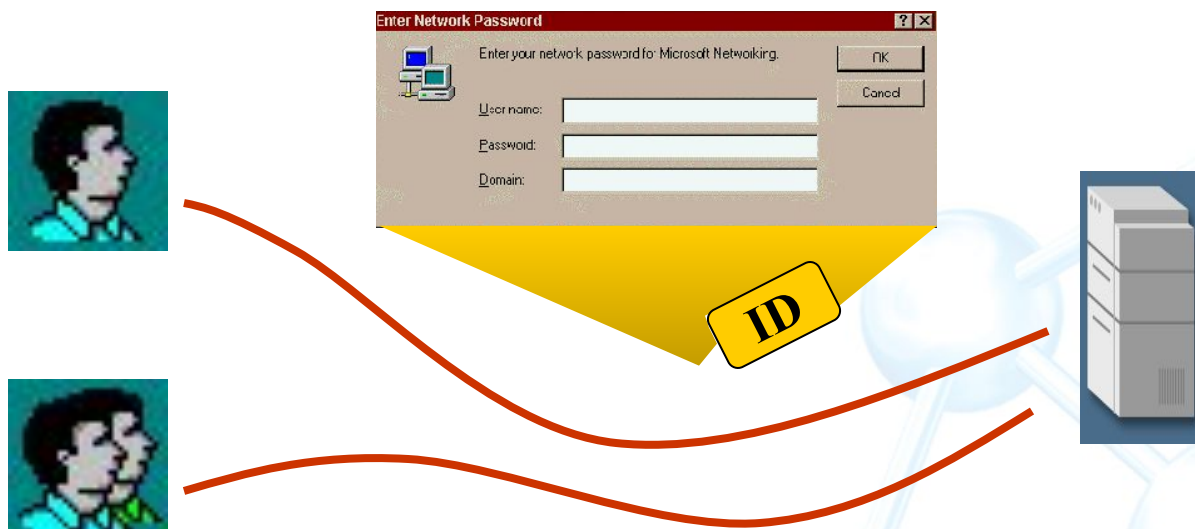 Enter Network Password
? ×
Enter your network password for Microsoft Networking.
OK
Cancel
User name:
Password:
Domain:
ID